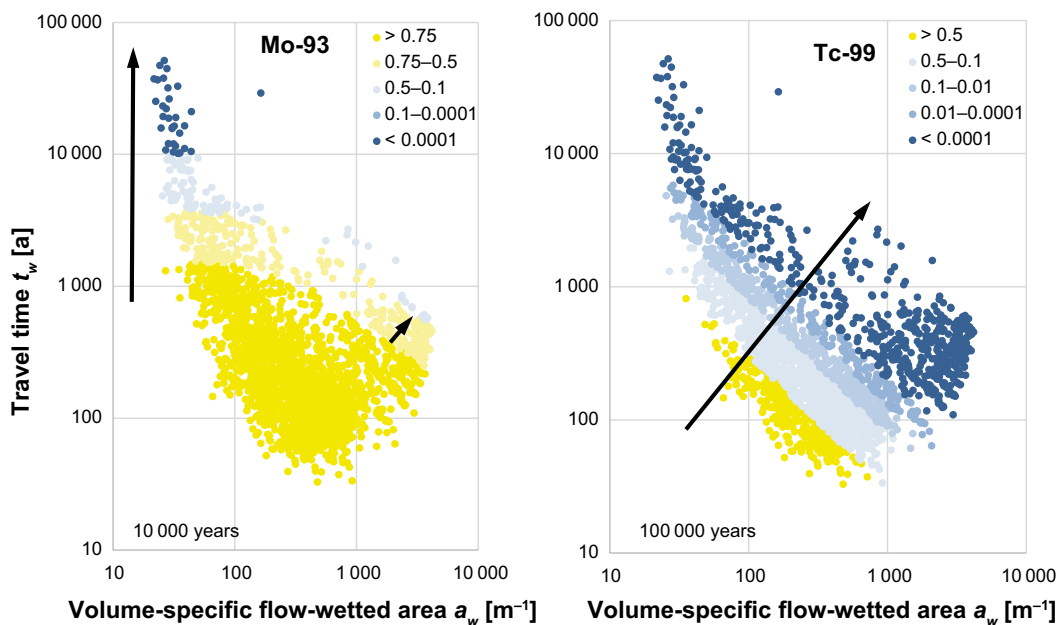 Travel time t_w [a]
100 000
10 000
1 000
100
10
Mo-93
> 0.75
0.75–0.5
0.5–0.1
0.1–0.0001
< 0.0001
10 000 years
10 100 1 000 10 000
Volume-specific flow-wetted area a_w [m⁻¹]
100 000
10 000
1 000
100
10
Tc-99
> 0.5
0.5–0.1
0.1–0.01
0.01–0.0001
< 0.0001
100 000 years
10 100 1 000 10 000
Volume-specific flow-wetted area a_w [m⁻¹]